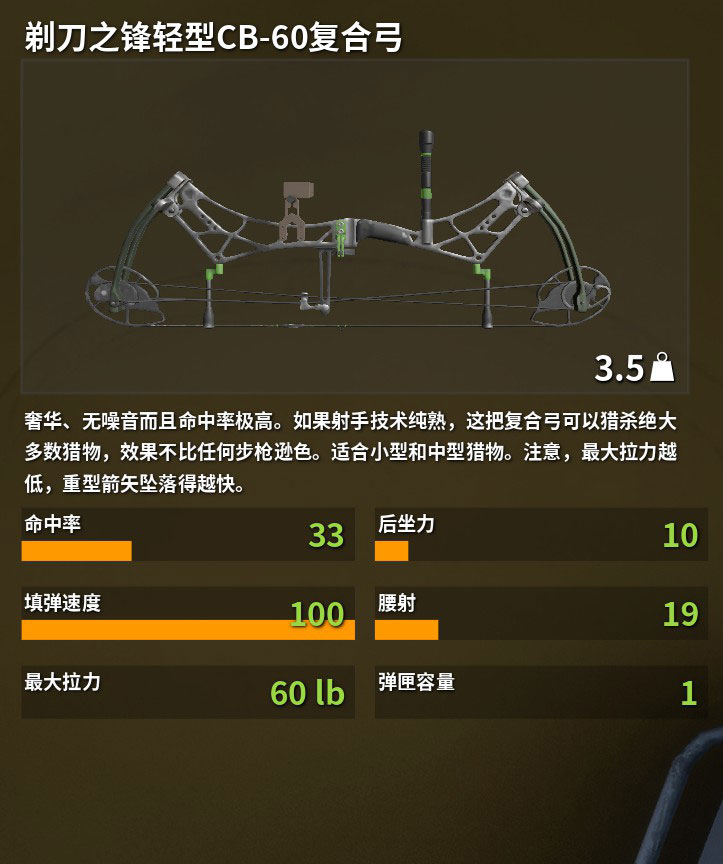 剃刀之锋轻型CB-60复合弓
3.5
奢华、无噪音而且命中率极高。如果射手技术纯熟，这把复合弓可以猎杀绝大
多数猎物，效果不比任何步枪逊色。适合小型和中型猎物。注意，最大拉力越
低，重型箭矢坠落得越快。
命中率 33
后坐力 10
填弹速度 100
腰射 19
最大拉力 60 lb
弹匣容量 1